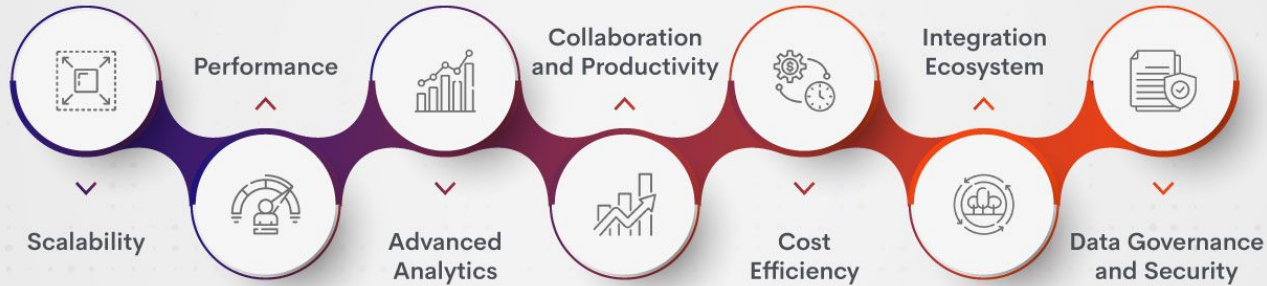 Scalability
Performance
Advanced
Analytics
Collaboration
and Productivity
Cost
Efficiency
Integration
Ecosystem
Data Governance
and Security